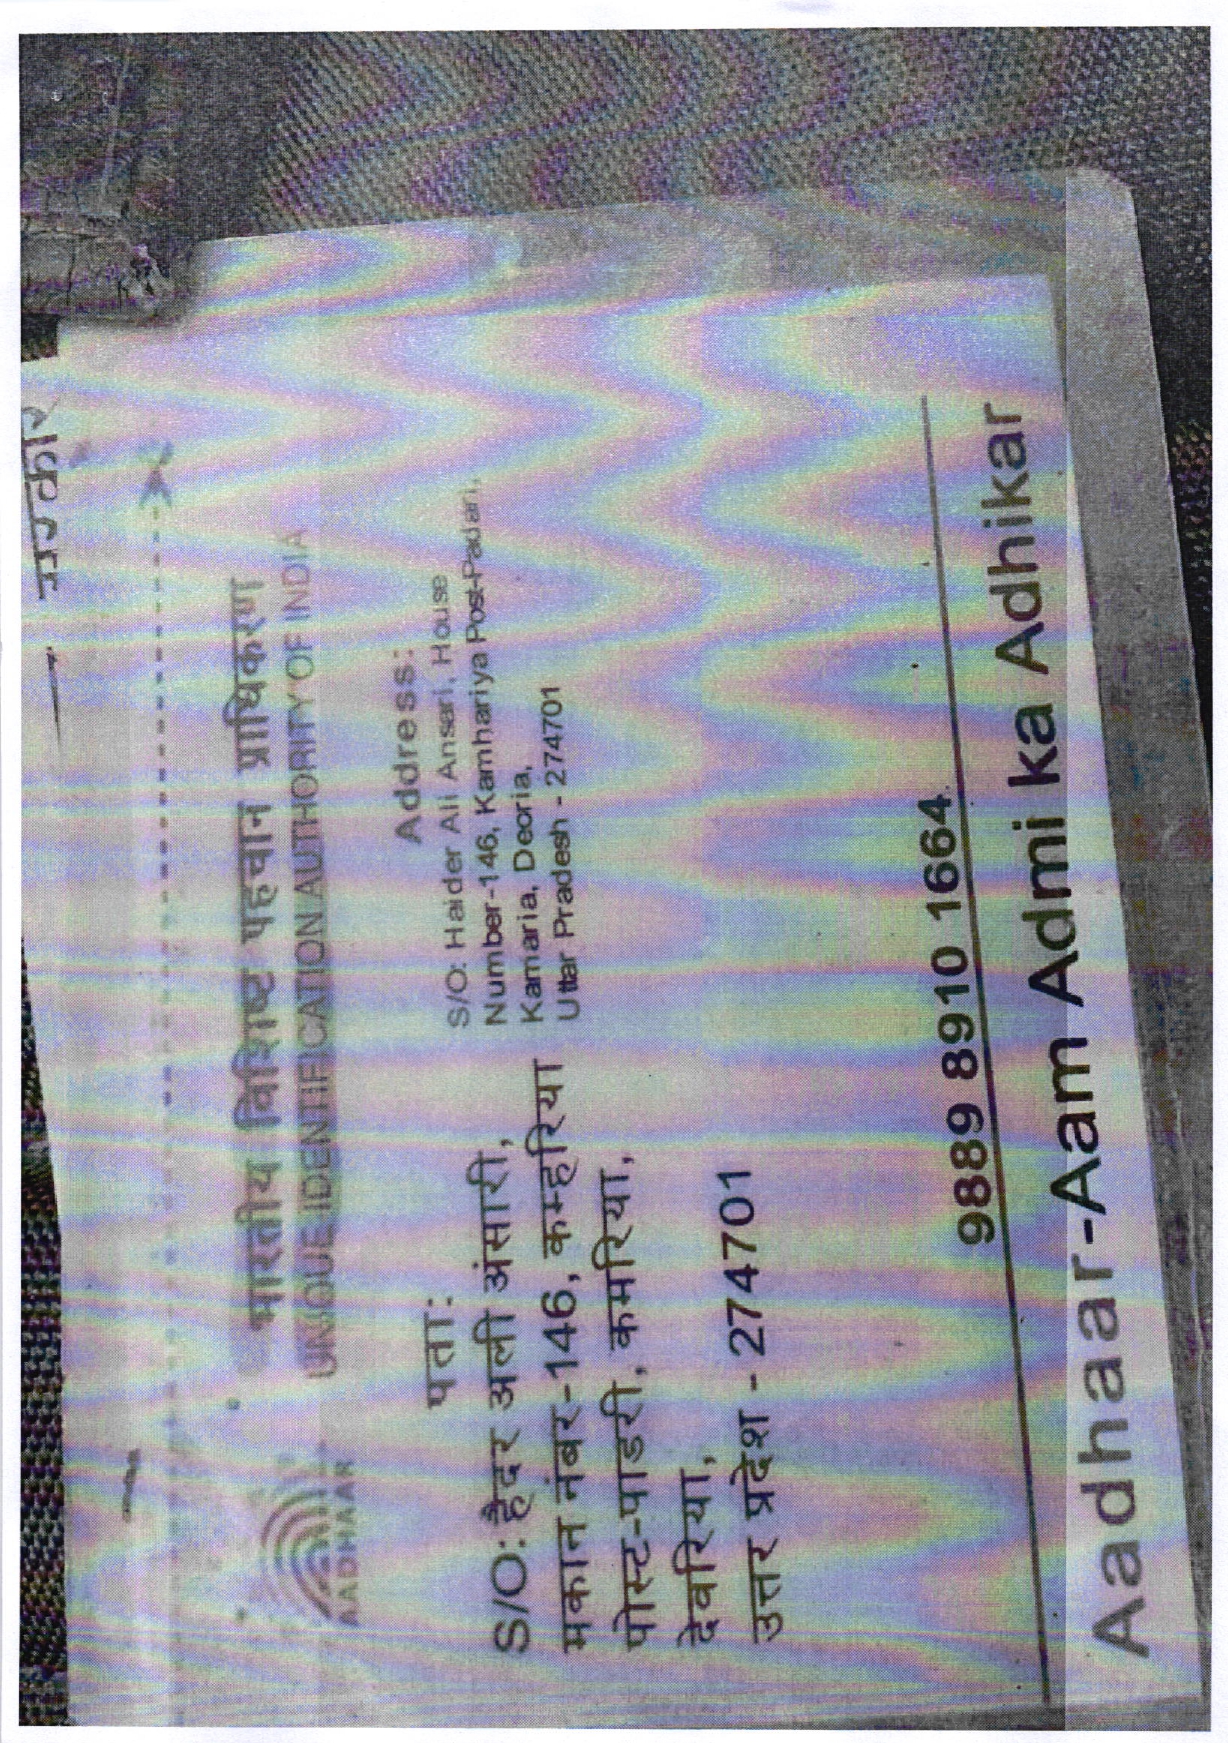 सरकार
भारतीय विशिष्ट पहचान प्राधिकरण
UNIQUE IDENTIFICATION AUTHORITY OF INDIA
AADHAAR
पता:
S/O: हैदर अली अंसारी,
मकान नंबर-146, कम्हरिया
पोस्ट-पाडरी, कमरिया,
देवरिया,
उत्तर प्रदेश - 274701
Address:
S/O: Haider Ali Ansari, House
Number-146, Kamhariya Post-Padari,
Kamaria, Deoria,
Uttar Pradesh - 274701
9889 8910 1664
Aadhaar-Aam Admi ka Adhikar